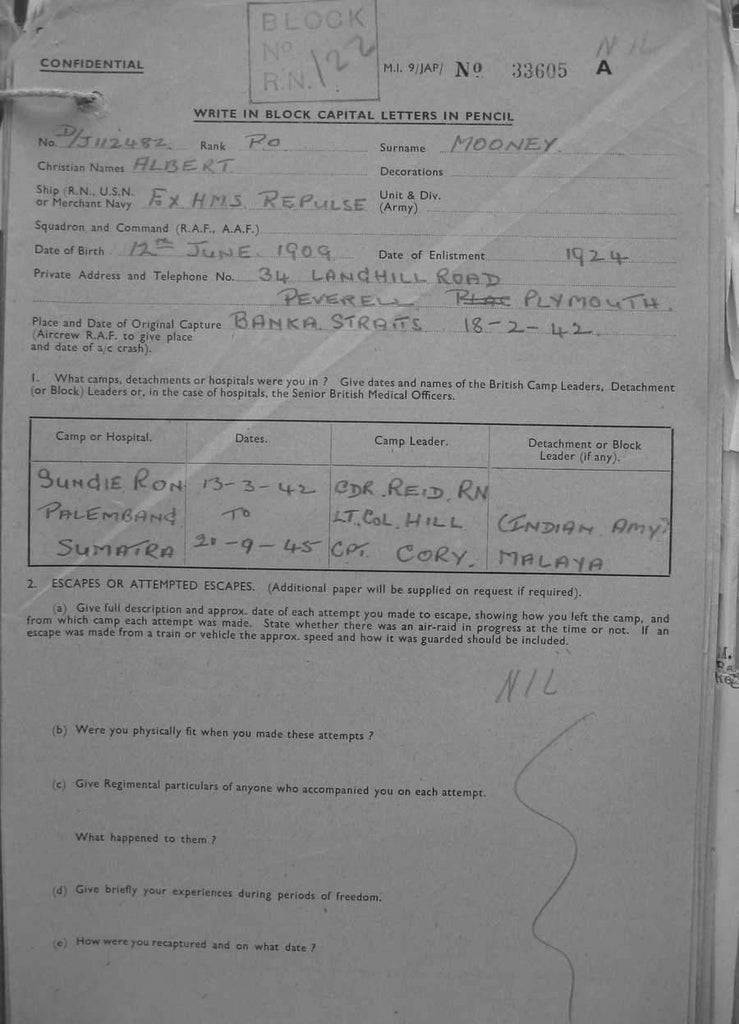 BLOCK
No
R.N. 122
NIL
CONFIDENTIAL
M.I. 9/JAP/ No 33605 A
WRITE IN BLOCK CAPITAL LETTERS IN PENCIL
No. D/J112482 Rank PO Surname MOONEY.
Christian Names ALBERT Decorations
Ship (R.N., U.S.N. or Merchant Navy EX HMS REPULSE Unit & Div. (Army)
Squadron and Command (R.A.F., A.A.F.)
Date of Birth 12TH JUNE. 1909 Date of Enlistment 1924
Private Address and Telephone No. 34 LANGHILL ROAD
PEVERELL PLAC PLYMOUTH.
Place and Date of Original Capture BANKA STRAITS 18-2-42
(Aircrew R.A.F. to give place
and date of a/c crash).
1. What camps, detachments or hospitals were you in ? Give dates and names of the British Camp Leaders, Detachment
(or Block) Leaders or, in the case of hospitals, the Senior British Medical Officers.
Camp or Hospital. Dates. Camp Leader. Detachment or Block Leader (if any).
SUNGIE RON 13-3-42 CDR. REID. RN
PALEMBANG TO LT. COL. HILL (INDIAN AMY)
SUMATRA 20-9-45 CPT. CORY. MALAYA
2. ESCAPES OR ATTEMPTED ESCAPES. (Additional paper will be supplied on request if required).
(a) Give full description and approx. date of each attempt you made to escape, showing how you left the camp, and
from which camp each attempt was made. State whether there was an air-raid in progress at the time or not. If an
escape was made from a train or vehicle the approx. speed and how it was guarded should be included.
NIL
(b) Were you physically fit when you made these attempts ?
(c) Give Regimental particulars of anyone who accompanied you on each attempt.
What happened to them ?
(d) Give briefly your experiences during periods of freedom.
(e) How were you recaptured and on what date ?